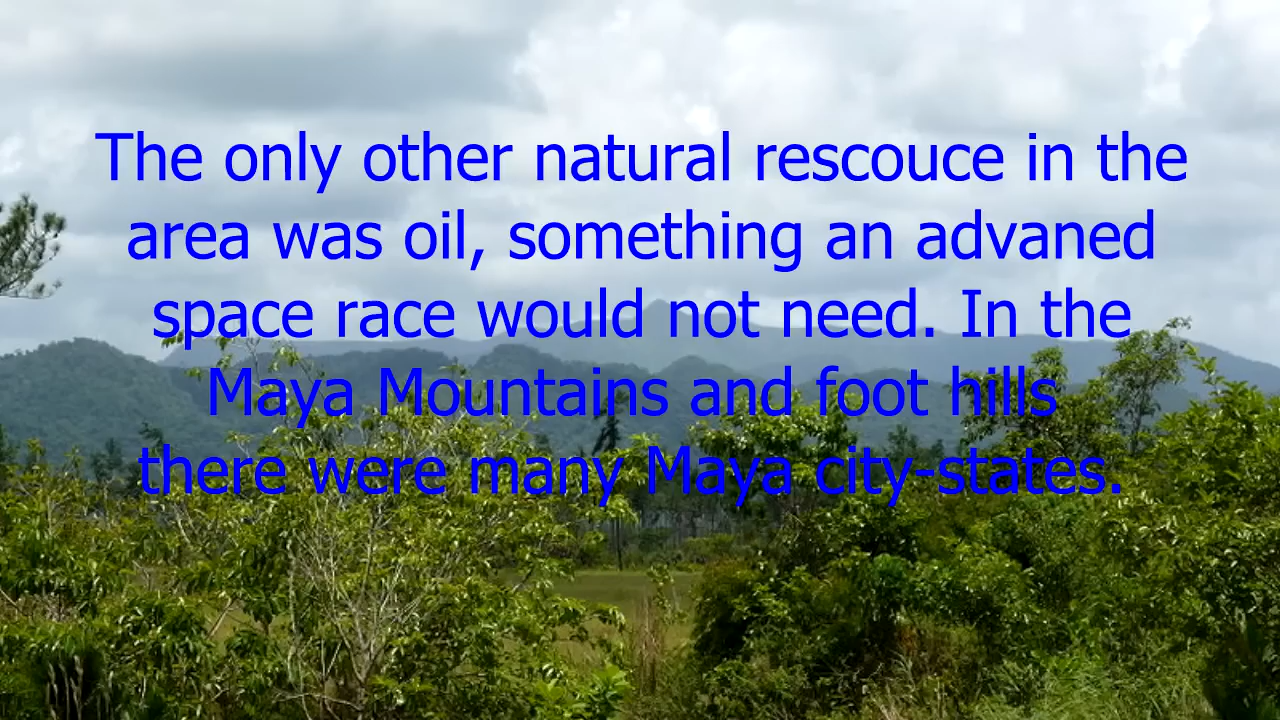 The only other natural rescouce in the
area was oil, something an advaned
space race would not need. In the
Maya Mountains and foot hills
there were many Maya city-states.